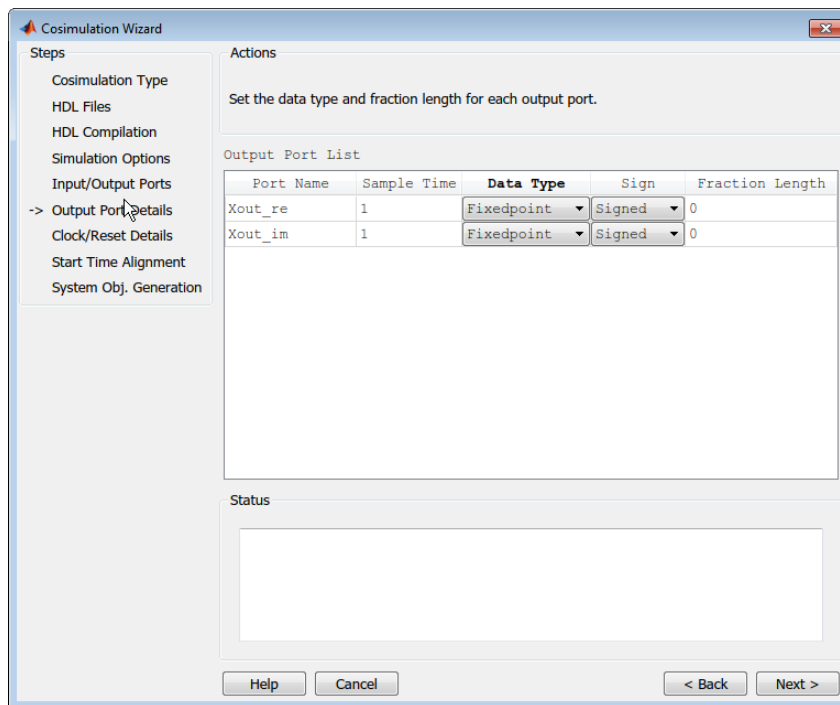 Cosimulation Wizard
Steps
Cosimulation Type
HDL Files
HDL Compilation
Simulation Options
Input/Output Ports
-> Output Port Details
Clock/Reset Details
Start Time Alignment
System Obj. Generation
Actions
Set the data type and fraction length for each output port.
Output Port List
Port Name Sample Time Data Type Sign Fraction Length
Xout_re 1 Fixedpoint Signed 0
Xout_im 1 Fixedpoint Signed 0
Status
Help Cancel < Back Next >